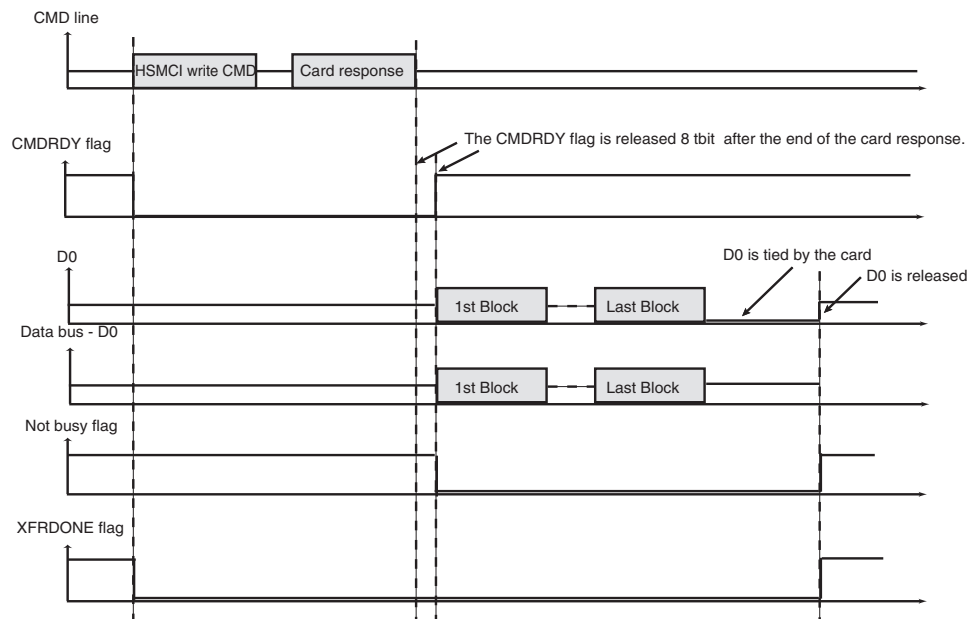 CMD line
HSMCI write CMD
Card response
CMDRDY flag
The CMDRDY flag is released 8 tbit after the end of the card response.
D0
D0 is tied by the card
D0 is released
1st Block
Last Block
Data bus - D0
1st Block
Last Block
Not busy flag
XFRDONE flag